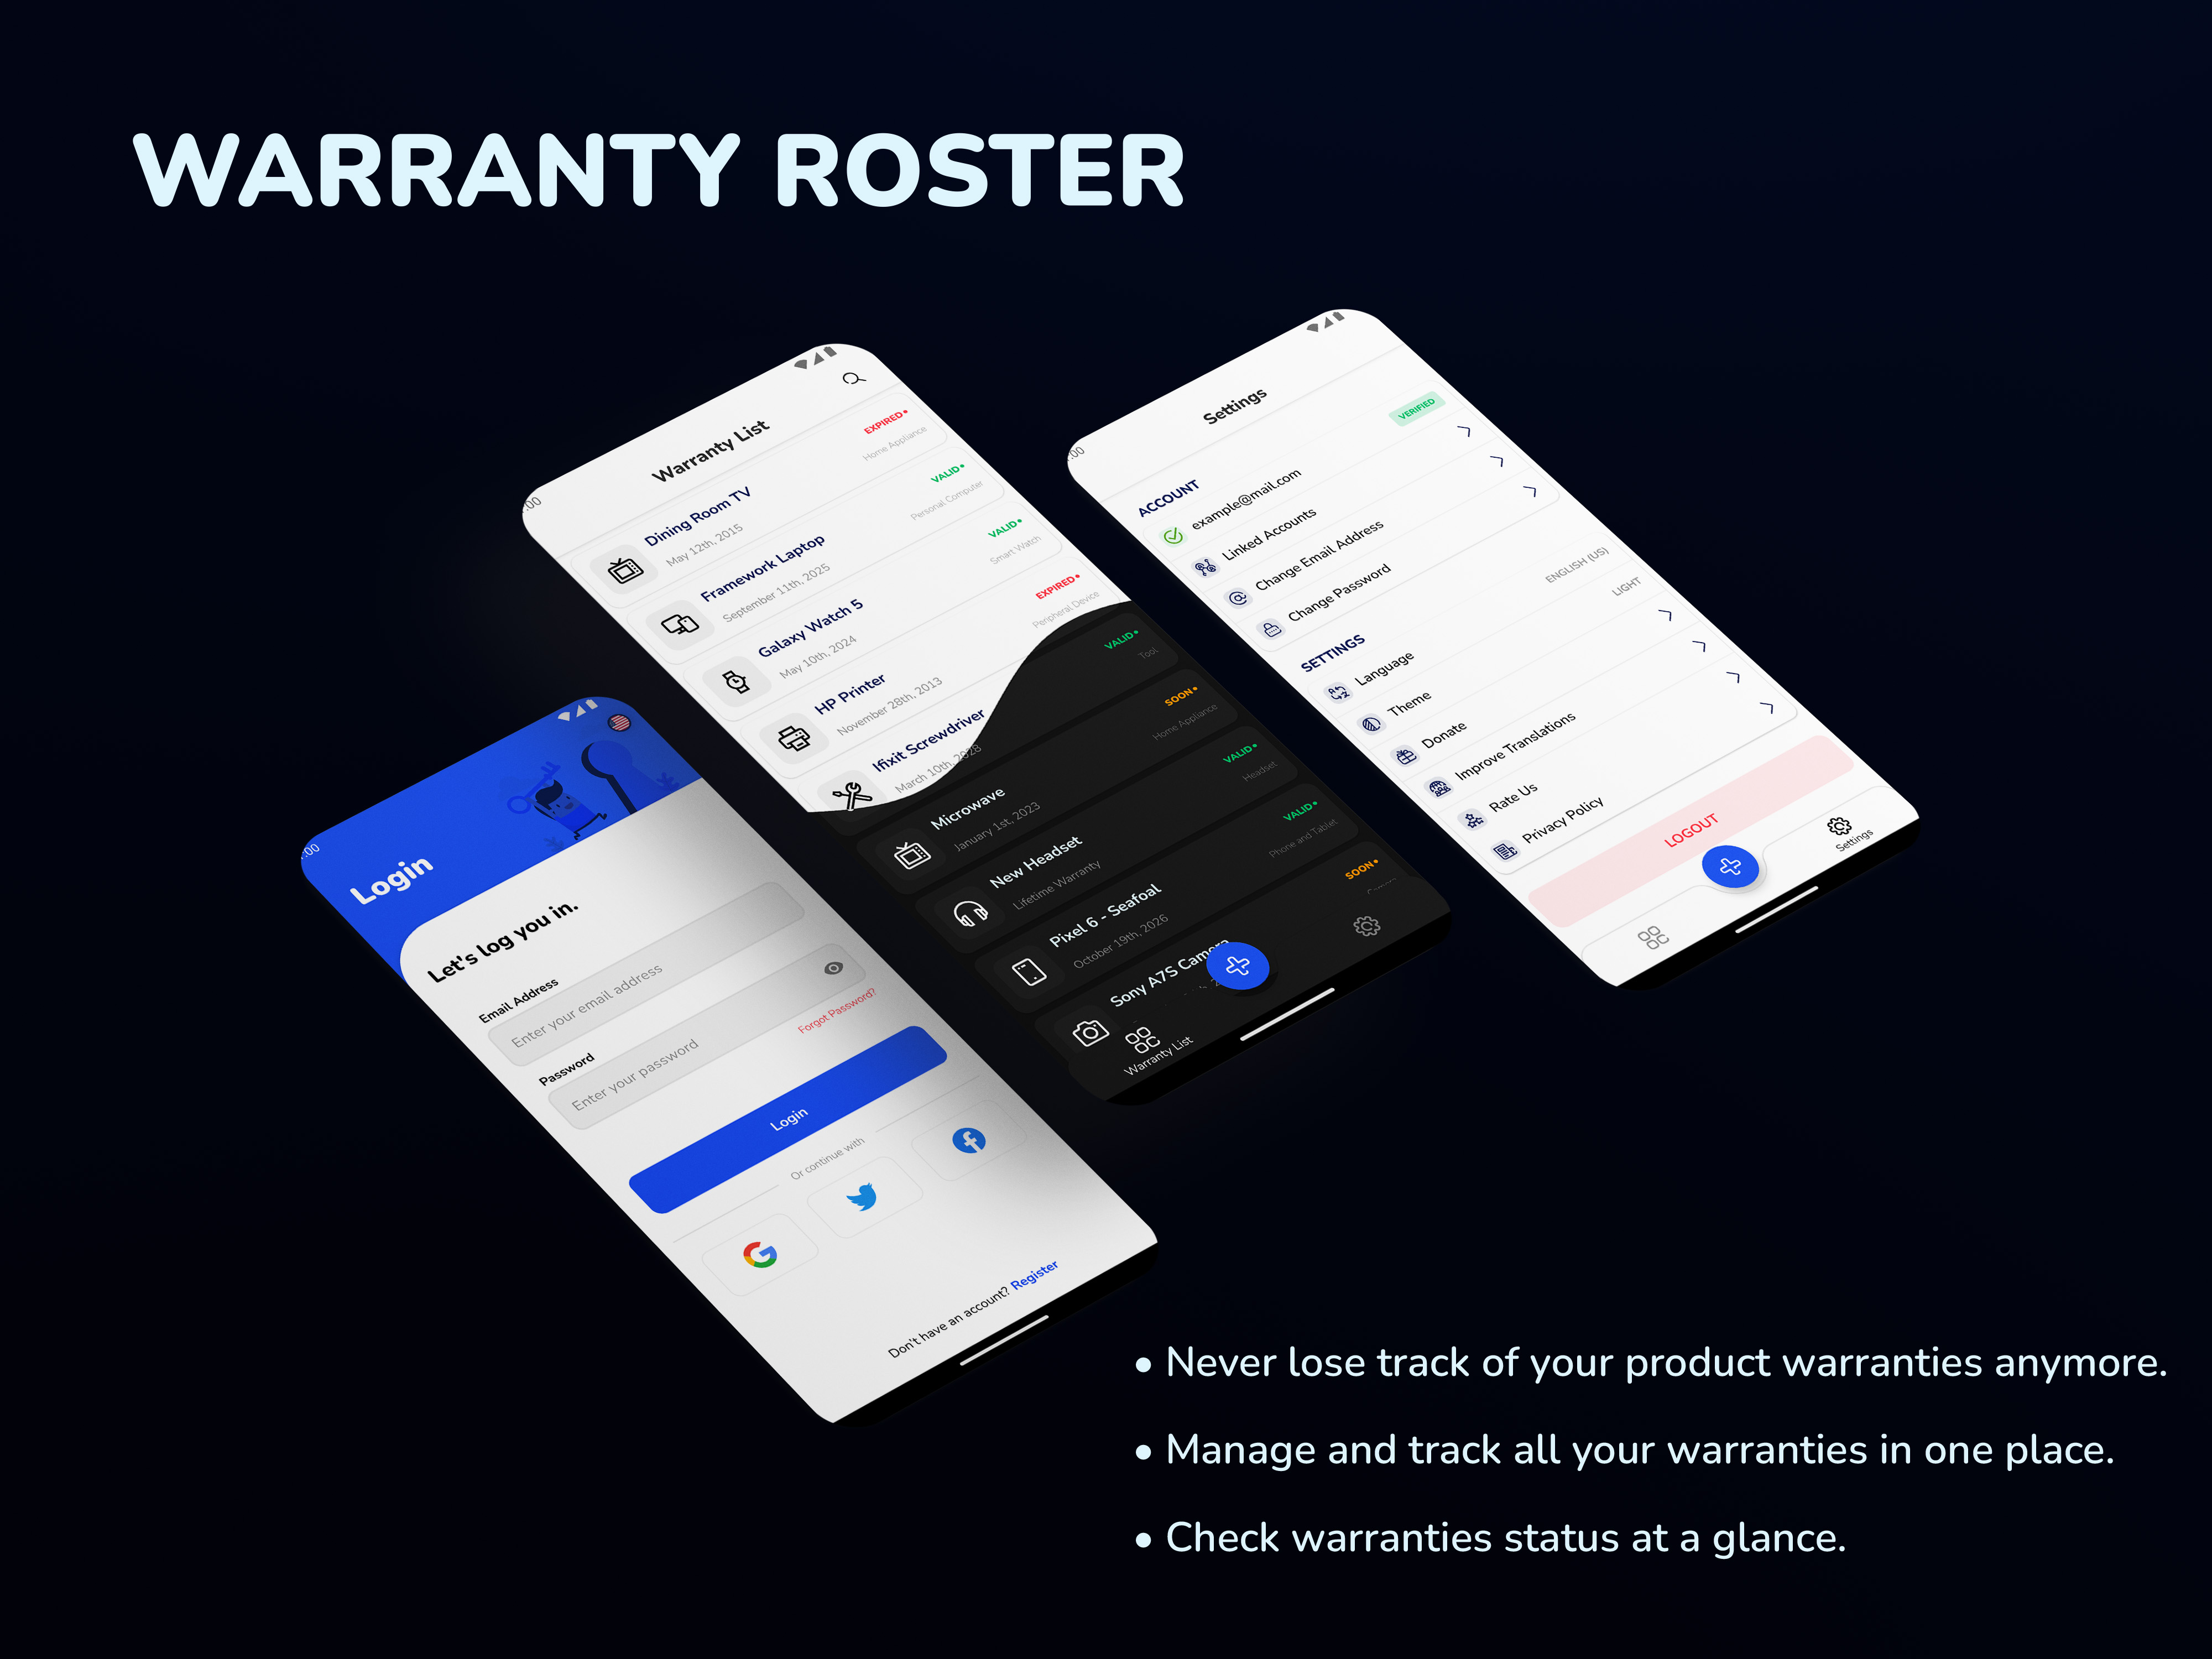 WARRANTY ROSTER
:00
Login
Let's log you in.
Email Address
Enter your email address
Password
Enter your password
Forgot Password?
Login
Or continue with
Don't have an account? Register
:00
Warranty List
Dining Room TV
EXPIRED
May 12th, 2015
Home Appliance
Framework Laptop
VALID
September 11th, 2025
Personal Computer
Galaxy Watch 5
VALID
May 10th, 2024
Smart Watch
HP Printer
EXPIRED
November 28th, 2013
Peripheral Device
Ifixit Screwdriver
VALID
March 10th, 2028
Tool
Microwave
SOON
January 1st, 2023
Home Appliance
New Headset
VALID
Lifetime Warranty
Headset
Pixel 6 - Seafoal
VALID
October 19th, 2026
Phone and Tablet
Sony A7S Camera
SOON
Warranty List
:00
Settings
VERIFIED
ACCOUNT
example@mail.com
Linked Accounts
Change Email Address
Change Password
SETTINGS
Language
ENGLISH (US)
Theme
LIGHT
Donate
Improve Translations
Rate Us
Privacy Policy
LOGOUT
Settings
• Never lose track of your product warranties anymore.
• Manage and track all your warranties in one place.
• Check warranties status at a glance.